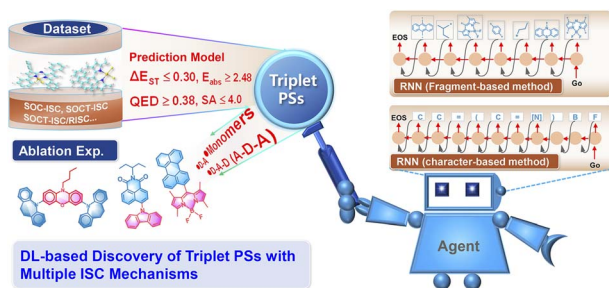 Dataset
SOC-ISC, SOCT-ISC
SOCT-ISC/RISC...
Ablation Exp.
Prediction Model
ΔE_ST ≤ 0.30, E_abs ≥ 2.48
QED ≥ 0.38, SA ≤ 4.0
Triplet
PSs
Monomers
D-A
D-A-D (A-D-A)
DL-based Discovery of Triplet PSs with
Multiple ISC Mechanisms
EOS
Go
RNN (Fragment-based method)
EOS C C = ( C = [N] ) B F
Go
RNN (character-based method)
Agent